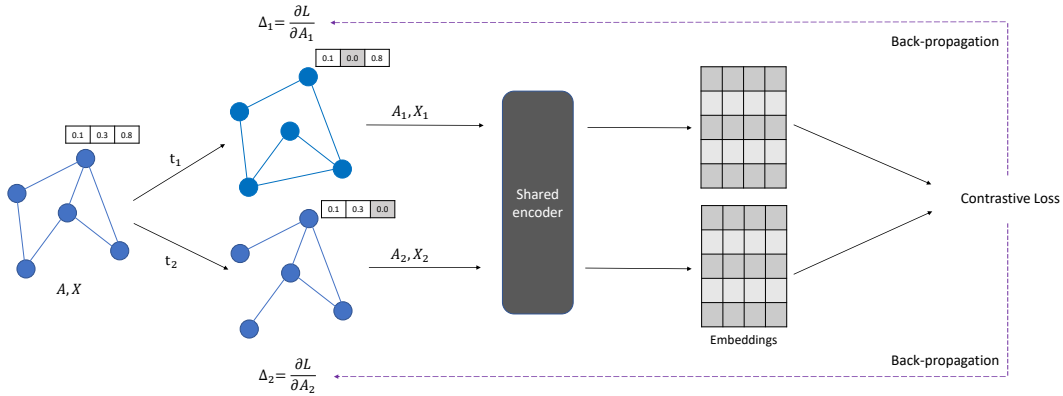 Δ₁= ∂L/∂A₁
Back-propagation
0.1 0.0 0.8
A₁, X₁
0.1 0.3 0.8
t₁
Shared
encoder
Contrastive Loss
0.1 0.3 0.0
t₂
A₂, X₂
A, X
Embeddings
Back-propagation
Δ₂= ∂L/∂A₂